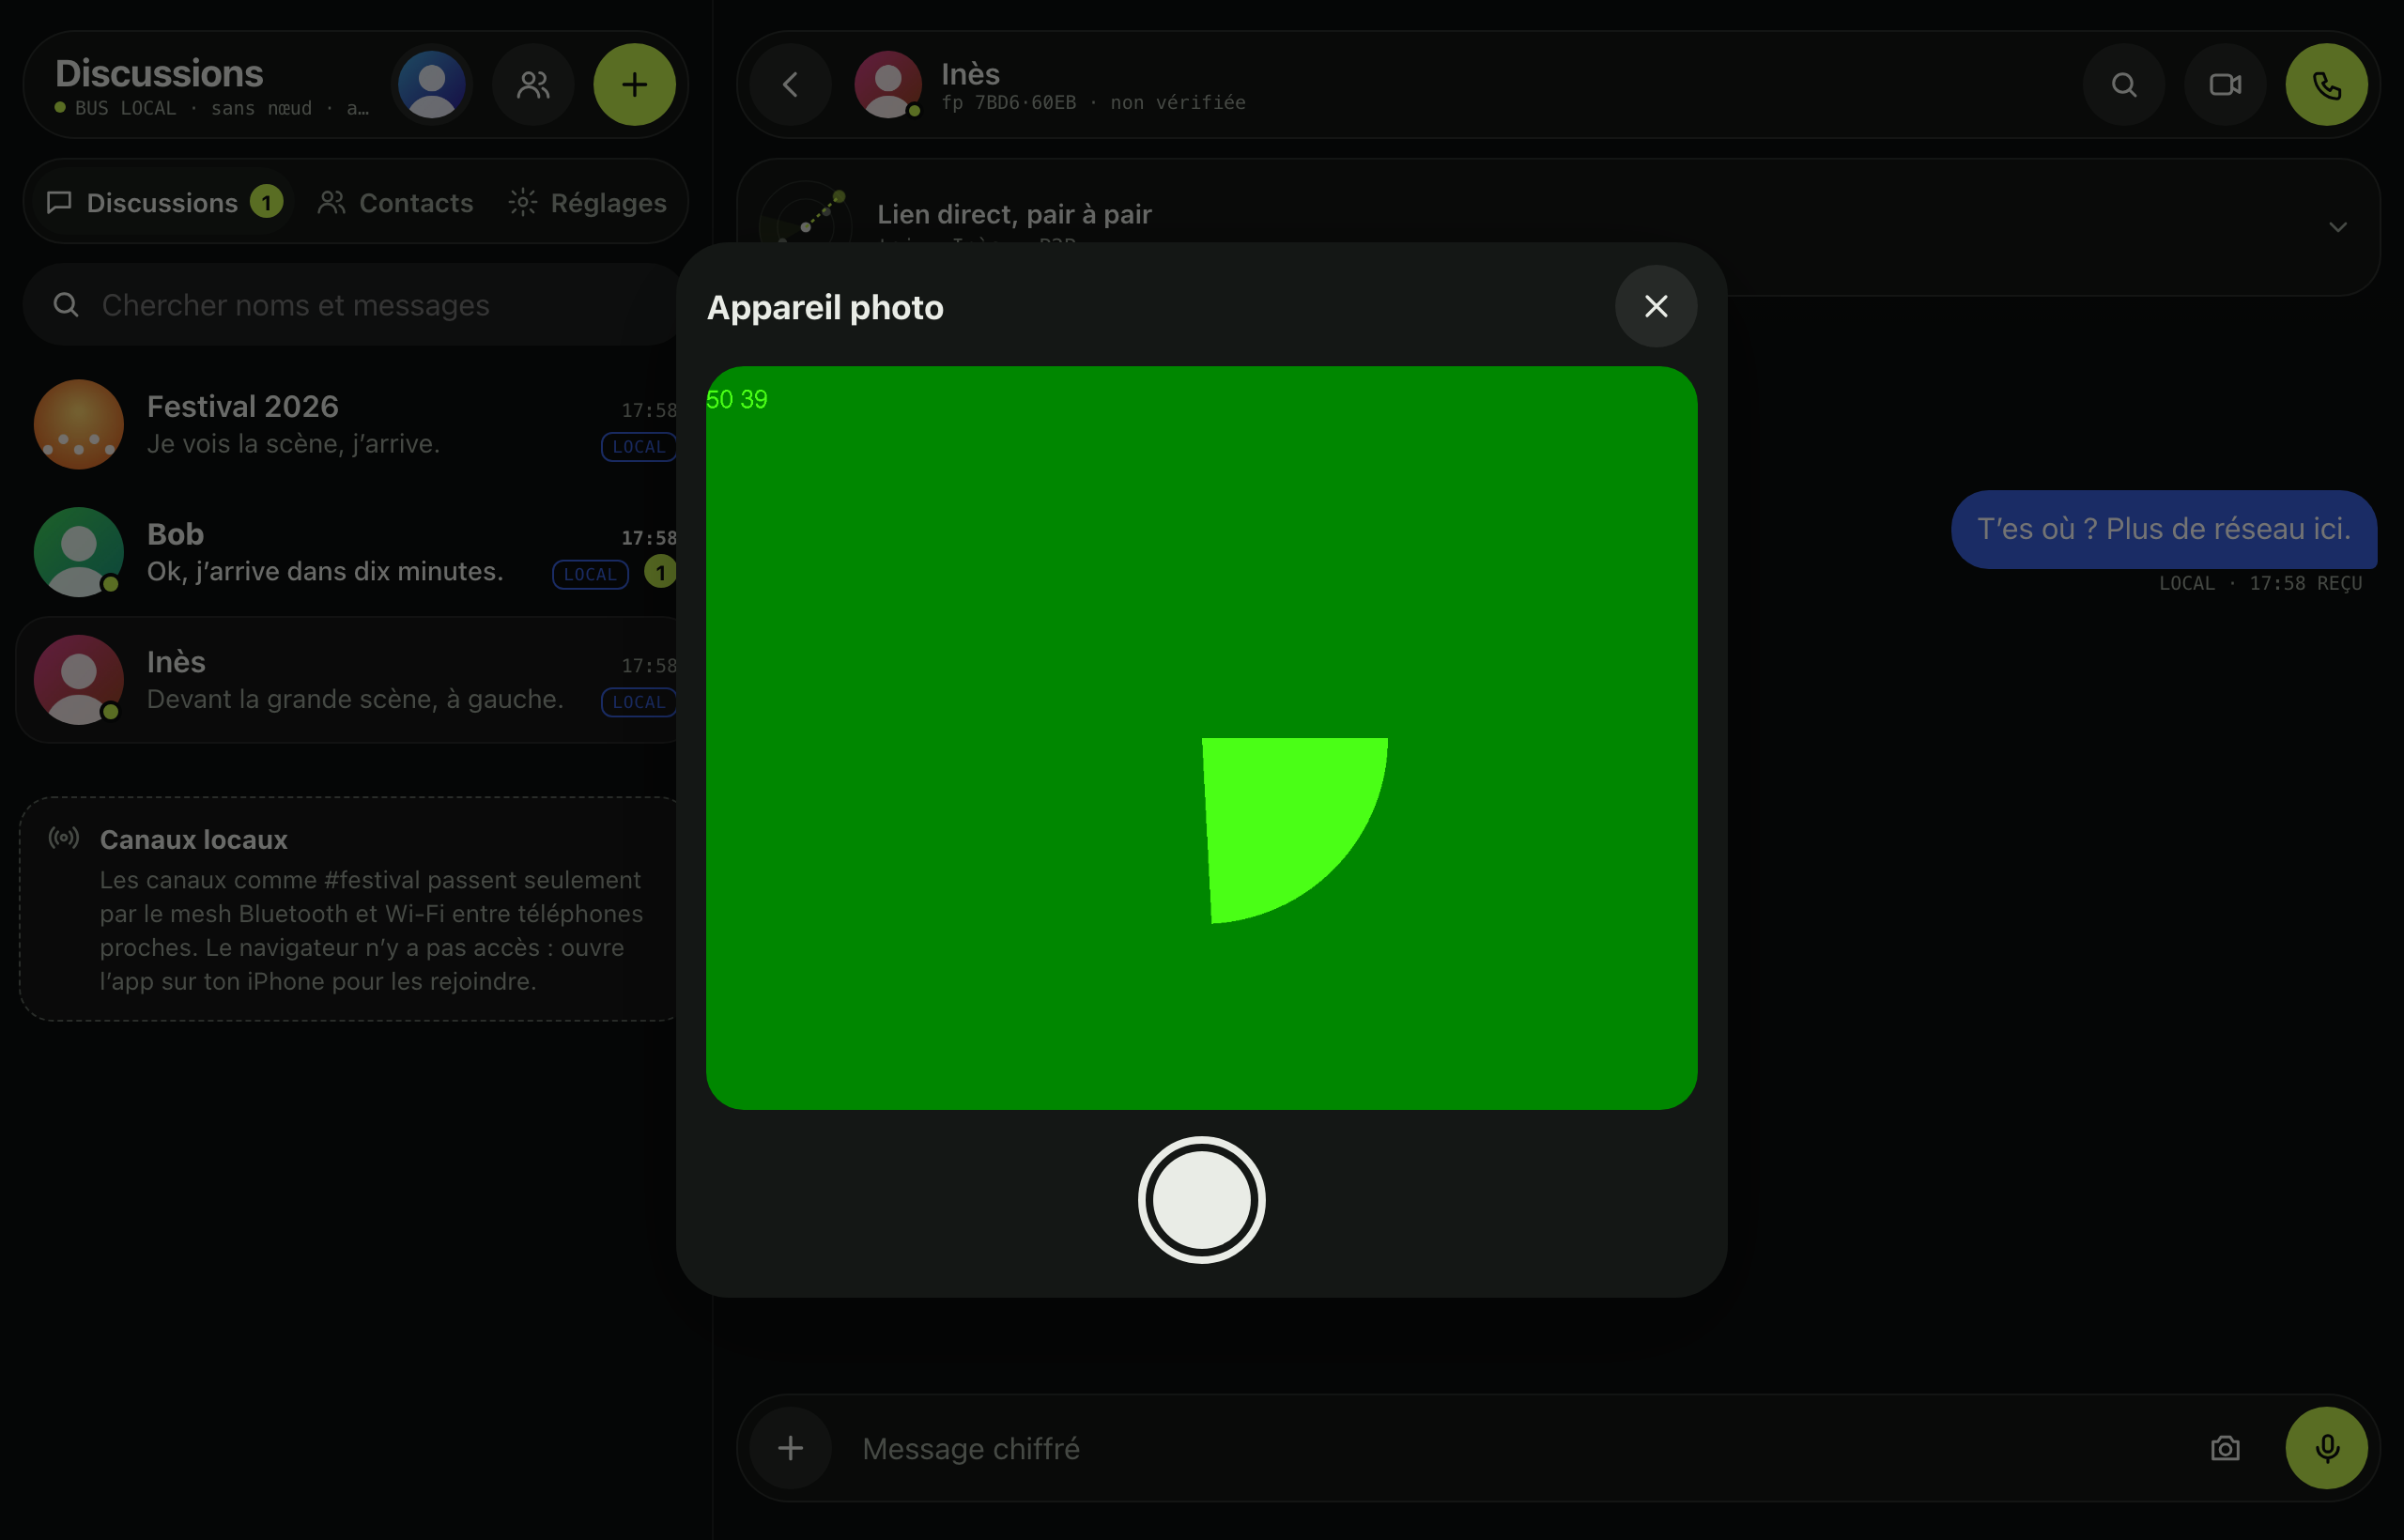 Discussions
BUS LOCAL · sans nœud · a…
Discussions 1
Contacts
Réglages
Chercher noms et messages
Festival 2026
17:58
Je vois la scène, j’arrive.
LOCAL
Bob
17:58
Ok, j’arrive dans dix minutes.
LOCAL
1
Inès
17:58
Devant la grande scène, à gauche.
LOCAL
Canaux locaux
Les canaux comme #festival passent seulement
par le mesh Bluetooth et Wi-Fi entre téléphones
proches. Le navigateur n’y a pas accès : ouvre
l’app sur ton iPhone pour les rejoindre.
Inès
fp 7BD6·60EB · non vérifiée
Lien direct, pair à pair
Appareil photo
50 39
T’es où ? Plus de réseau ici.
LOCAL · 17:58 REÇU
Message chiffré